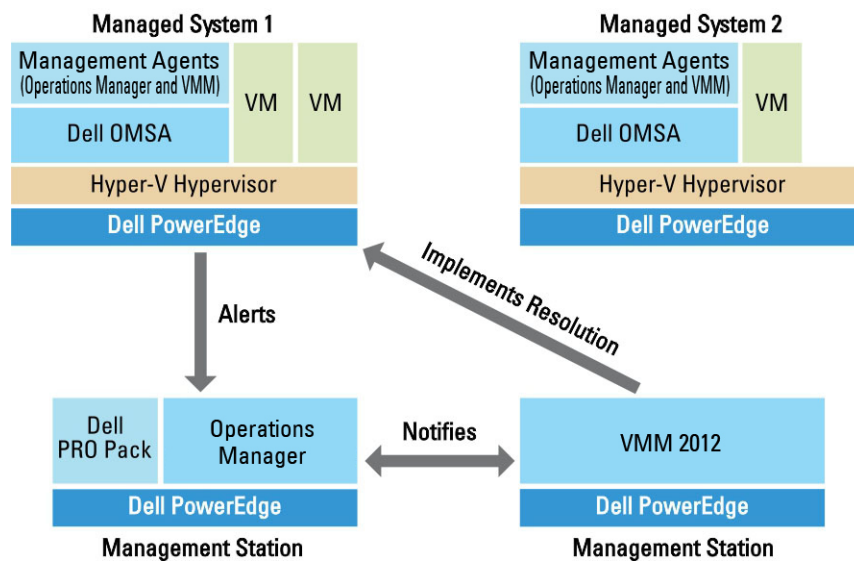 Managed System 1
Management Agents
(Operations Manager and VMM)
Dell OMSA
VM
VM
Hyper-V Hypervisor
Dell PowerEdge
Managed System 2
Management Agents
(Operations Manager and VMM)
Dell OMSA
VM
Hyper-V Hypervisor
Dell PowerEdge
Alerts
Implements Resolution
Dell
PRO Pack
Operations
Manager
Dell PowerEdge
Management Station
Notifies
VMM 2012
Dell PowerEdge
Management Station